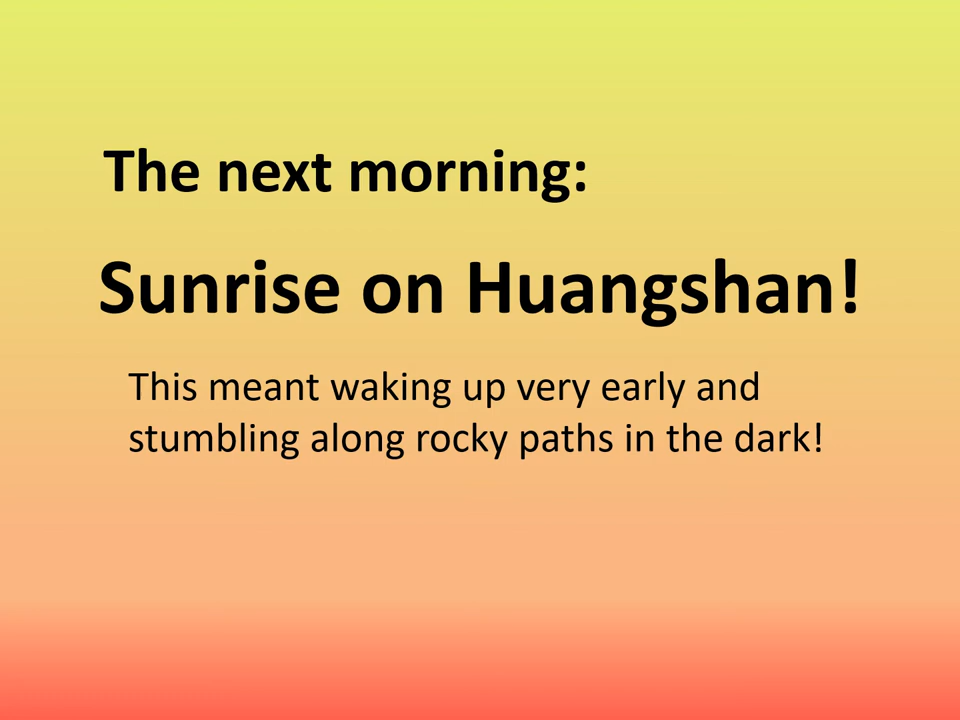 The next morning:
Sunrise on Huangshan!
This meant waking up very early and
stumbling along rocky paths in the dark!